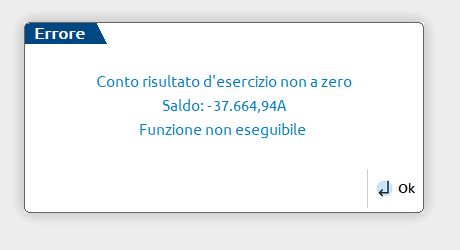 Errore
Conto risultato d'esercizio non a zero
Saldo: -37.664,94A
Funzione non eseguibile
Ok